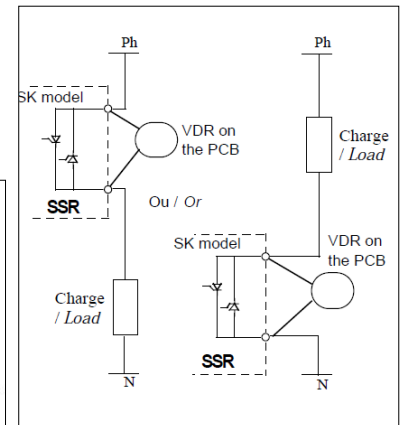 Ph
SK model
VDR on
the PCB
SSR
Ou / Or
Charge
/ Load
N
Ph
Charge
/ Load
SK model
VDR on
the PCB
SSR
N